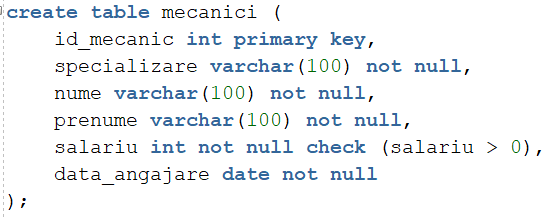 create table mecanici (
id_mecanic int primary key,
specializare varchar(100) not null,
nume varchar(100) not null,
prenume varchar(100) not null,
salariu int not null check (salariu > 0),
data_angajare date not null
);